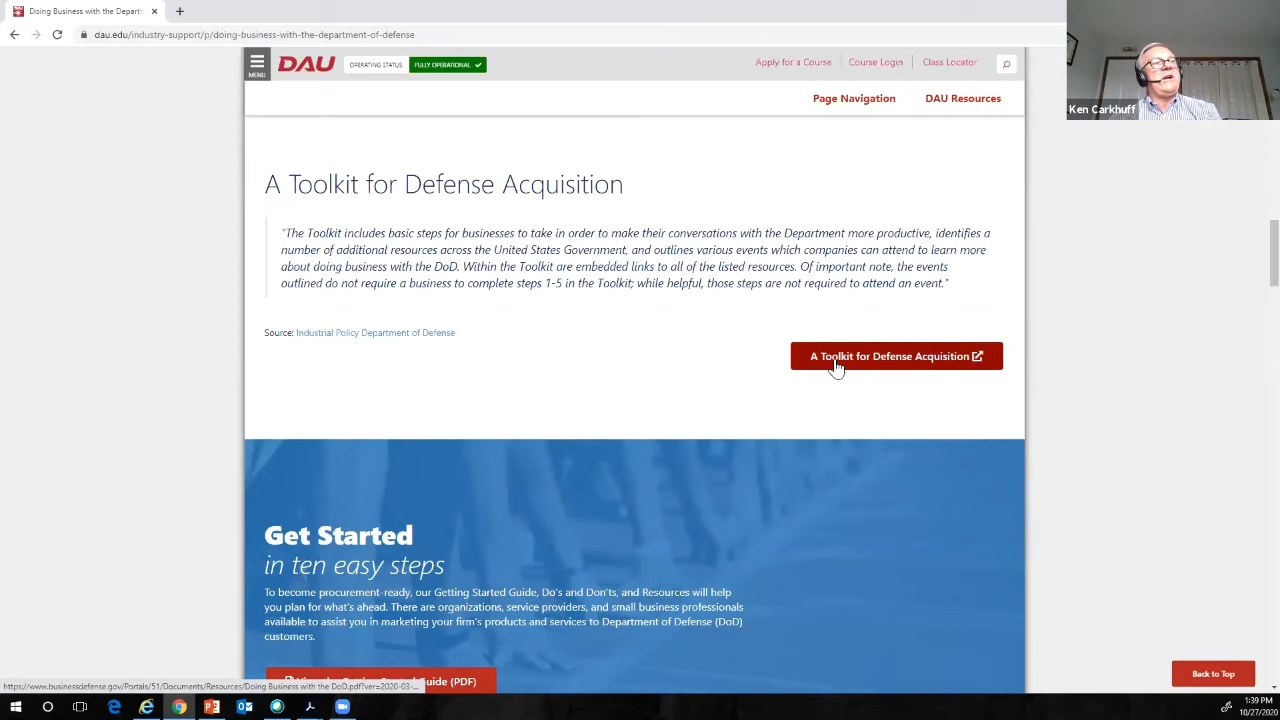 Doing Business with the Departm
dau.edu/industry-support/p/doing-business-with-the-department-of-defense
Ken Carkhuff
MENU
DAU
OPERATING STATUS
FULLY OPERATIONAL
Apply for a Course
Course Login
Class Locator
Page Navigation
DAU Resources
A Toolkit for Defense Acquisition
"The Toolkit includes basic steps for businesses to take in order to make their conversations with the Department more productive, identifies a
number of additional resources across the United States Government, and outlines various events which companies can attend to learn more
about doing business with the DoD. Within the Toolkit are embedded links to all of the listed resources. Of important note, the events
outlined do not require a business to complete steps 1-5 in the Toolkit; while helpful, those steps are not required to attend an event."
Source: Industrial Policy Department of Defense
A Toolkit for Defense Acquisition
Get Started
in ten easy steps
To become procurement-ready, our Getting Started Guide, Do's and Don'ts, and Resources will help
you plan for what's ahead. There are organizations, service providers, and small business professionals
available to assist you in marketing your firm's products and services to Department of Defense (DoD)
customers.
Guide (PDF)
Back to Top
https://www.businessdefense.gov/Portals/51/Documents/Resources/Doing Business with the DoD.pdf?ver=2020-03-...
1:39 PM
10/27/2020